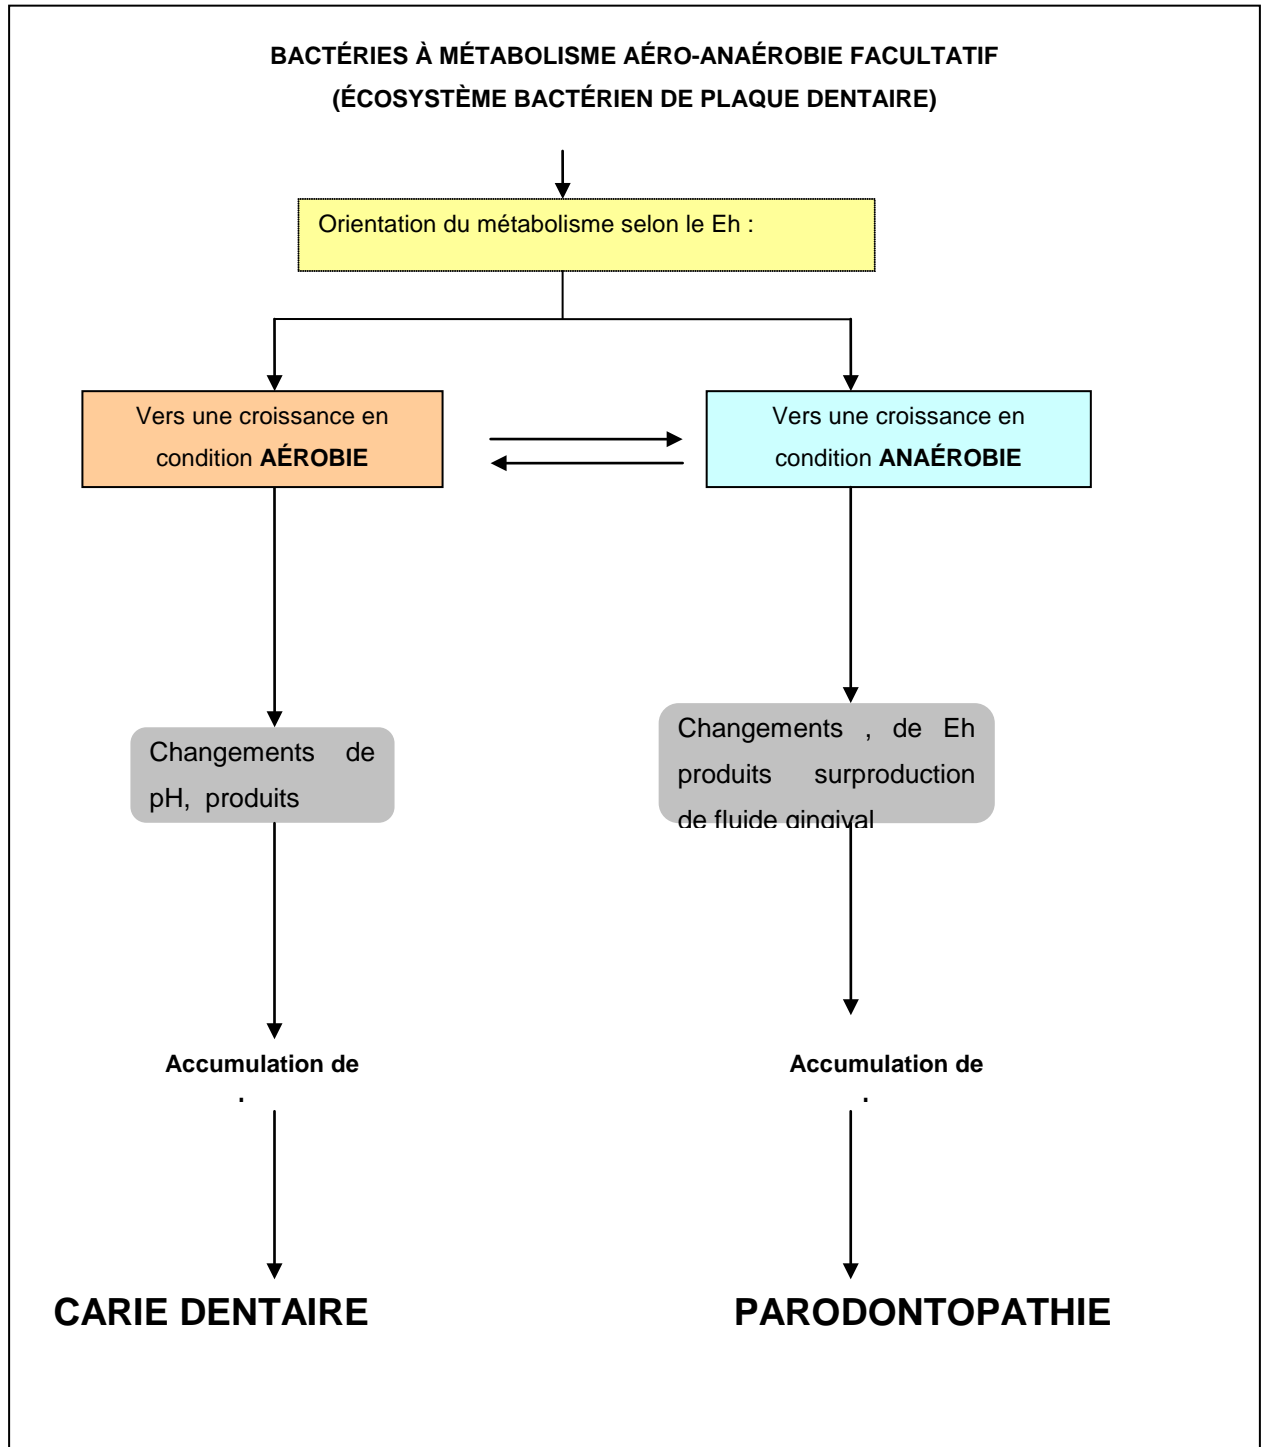 BACTÉRIES À MÉTABOLISME AÉRO-ANAÉROBIE FACULTATIF
(ÉCOSYSTÈME BACTÉRIEN DE PLAQUE DENTAIRE)
Orientation du métabolisme selon le Eh :
Vers une croissance en
condition AÉROBIE
Vers une croissance en
condition ANAÉROBIE
Changements de
pH, produits
Changements , de Eh
produits surproduction
de fluide gingival
Accumulation de
Accumulation de
CARIE DENTAIRE
PARODONTOPATHIE